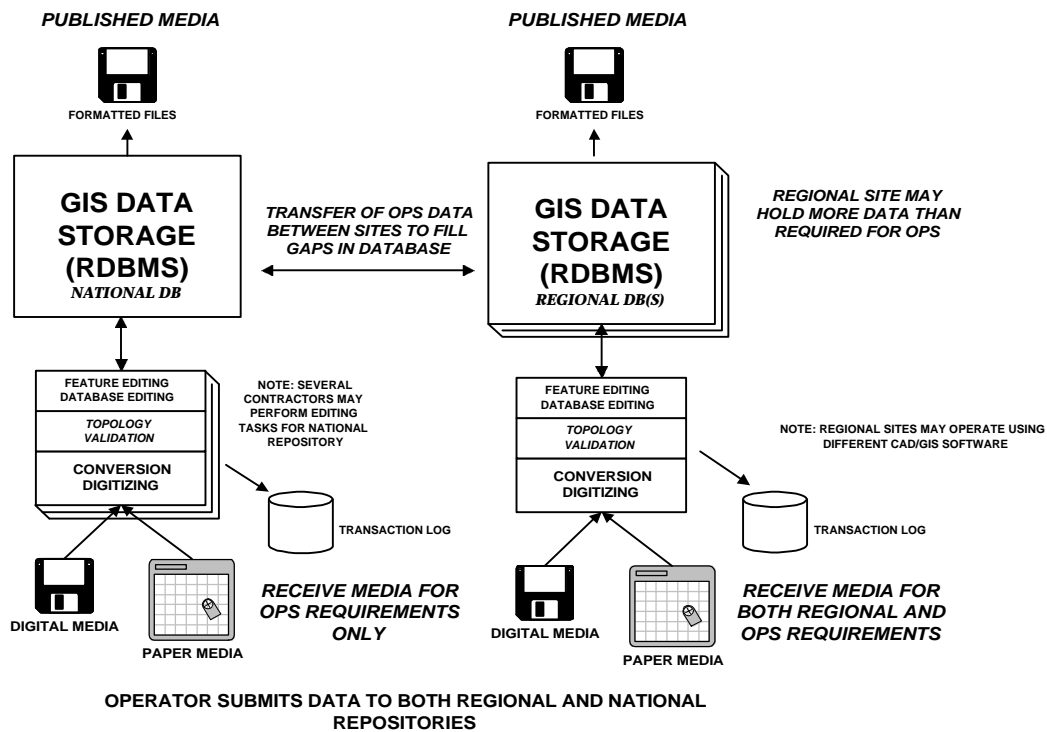 PUBLISHED MEDIA
PUBLISHED MEDIA
FORMATTED FILES
FORMATTED FILES
GIS DATA
STORAGE
(RDBMS)
NATIONAL DB
TRANSFER OF OPS DATA
BETWEEN SITES TO FILL
GAPS IN DATABASE
GIS DATA
STORAGE
(RDBMS)
REGIONAL DB(S)
REGIONAL SITE MAY
HOLD MORE DATA THAN
REQUIRED FOR OPS
FEATURE EDITING
DATABASE EDITING
TOPOLOGY
VALIDATION
CONVERSION
DIGITIZING
NOTE: SEVERAL
CONTRACTORS MAY
PERFORM EDITING
TASKS FOR NATIONAL
REPOSITORY
FEATURE EDITING
DATABASE EDITING
TOPOLOGY
VALIDATION
CONVERSION
DIGITIZING
NOTE: REGIONAL SITES MAY OPERATE USING
DIFFERENT CAD/GIS SOFTWARE
TRANSACTION LOG
TRANSACTION LOG
DIGITAL MEDIA
PAPER MEDIA
RECEIVE MEDIA FOR
OPS REQUIREMENTS
ONLY
DIGITAL MEDIA
PAPER MEDIA
RECEIVE MEDIA FOR
BOTH REGIONAL AND
OPS REQUIREMENTS
OPERATOR SUBMITS DATA TO BOTH REGIONAL AND NATIONAL
REPOSITORIES